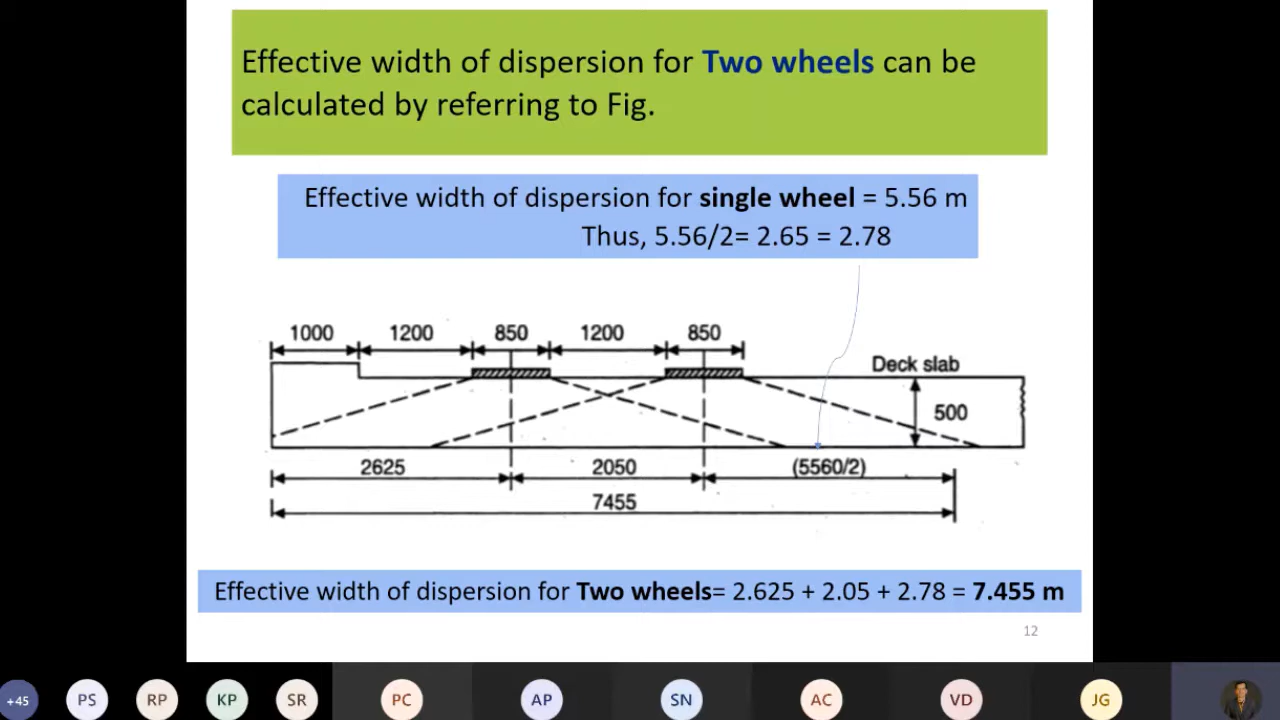 Effective width of dispersion for Two wheels can be
calculated by referring to Fig.
Effective width of dispersion for single wheel = 5.56 m
Thus, 5.56/2= 2.65 = 2.78
1000 1200 850 1200 850
Deck slab
500
2625 2050 (5560/2)
7455
Effective width of dispersion for Two wheels= 2.625 + 2.05 + 2.78 = 7.455 m
12
+45 PS RP KP SR PC AP SN AC VD JG